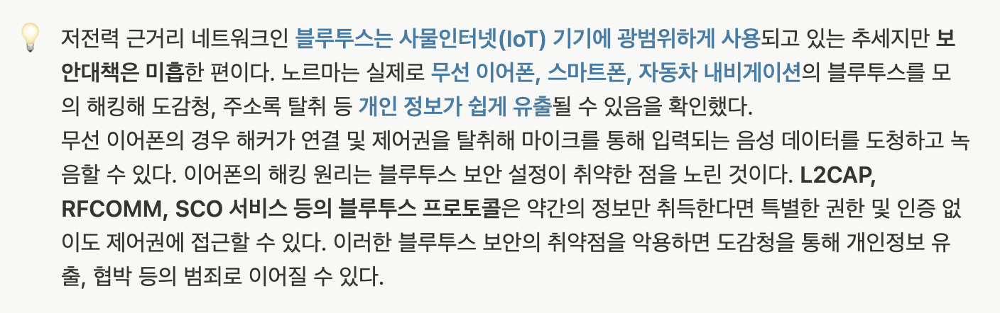 저전력 근거리 네트워크인 블루투스는 사물인터넷(IoT) 기기에 광범위하게 사용되고 있는 추세지만 보
안대책은 미흡한 편이다. 노르마는 실제로 무선 이어폰, 스마트폰, 자동차 내비게이션의 블루투스를 모
의 해킹해 도감청, 주소록 탈취 등 개인 정보가 쉽게 유출될 수 있음을 확인했다.
무선 이어폰의 경우 해커가 연결 및 제어권을 탈취해 마이크를 통해 입력되는 음성 데이터를 도청하고 녹
음할 수 있다. 이어폰의 해킹 원리는 블루투스 보안 설정이 취약한 점을 노린 것이다. L2CAP,
RFCOMM, SCO 서비스 등의 블루투스 프로토콜은 약간의 정보만 취득한다면 특별한 권한 및 인증 없
이도 제어권에 접근할 수 있다. 이러한 블루투스 보안의 취약점을 악용하면 도감청을 통해 개인정보 유
출, 협박 등의 범죄로 이어질 수 있다.